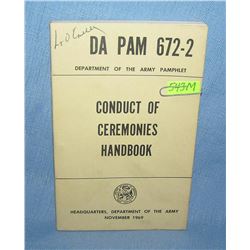 DA PAM 672-2
DEPARTMENT OF THE ARMY PAMPHLET
543M
CONDUCT OF
CEREMONIES
HANDBOOK
HEADQUARTERS, DEPARTMENT OF THE ARMY
NOVEMBER 1969